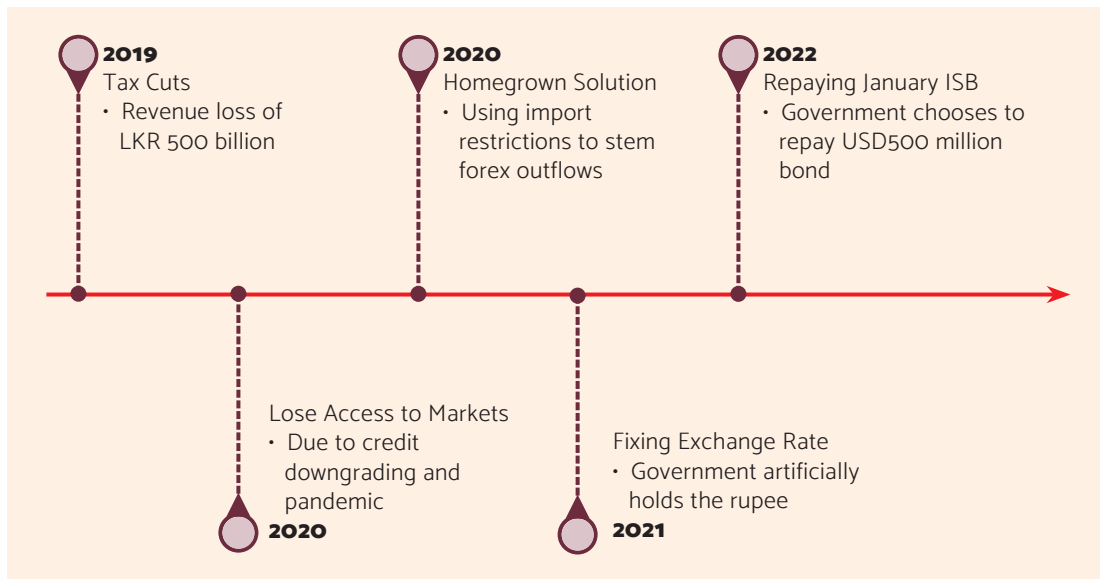 2019
Tax Cuts
• Revenue loss of
LKR 500 billion
2020
Homegrown Solution
• Using import
restrictions to stem
forex outflows
2022
Repaying January ISB
• Government chooses to
repay USD500 million
bond
Lose Access to Markets
• Due to credit
downgrading and
pandemic
2020
Fixing Exchange Rate
• Government artificially
holds the rupee
2021